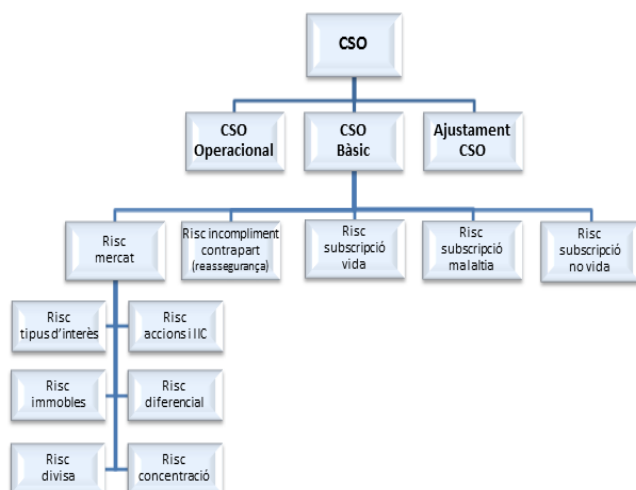 CSO
CSO
Operacional
CSO
Bàsic
Ajustament
CSO
Risc
mercat
Risc incompliment
contrapart
(reassegurança)
Risc
subscripció
vida
Risc
subscripció
malaltia
Risc
subscripció
no vida
Risc
tipus d'interès
Risc
accions i IIC
Risc
immobles
Risc
diferencial
Risc
divisa
Risc
concentració